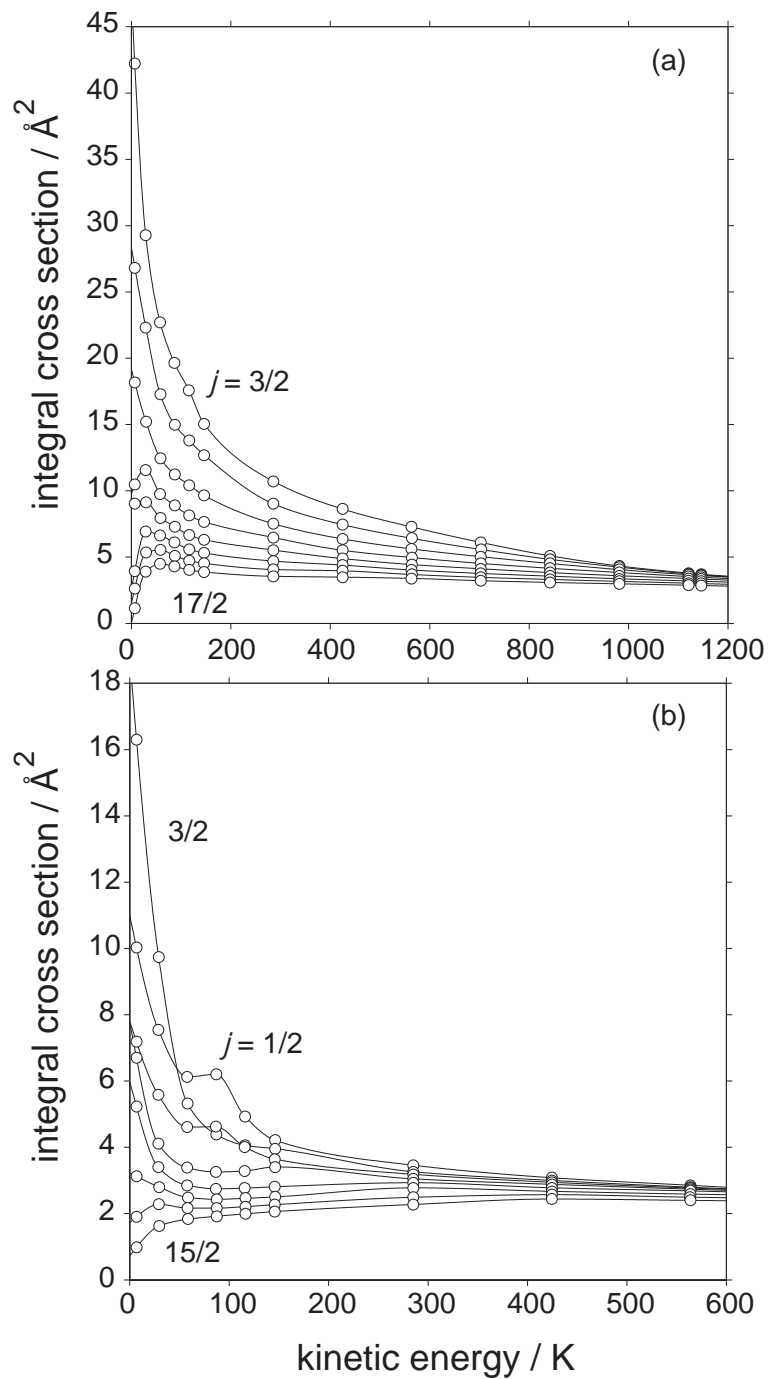 45
(a)
40
35
30
25
20
j = 3/2
15
10
5
17/2
0
0 200 400 600 800 1000 1200
integral cross section / Å²
18
(b)
16
3/2
14
12
10
8
j = 1/2
6
4
2
15/2
0
0 100 200 300 400 500 600
integral cross section / Å²
kinetic energy / K